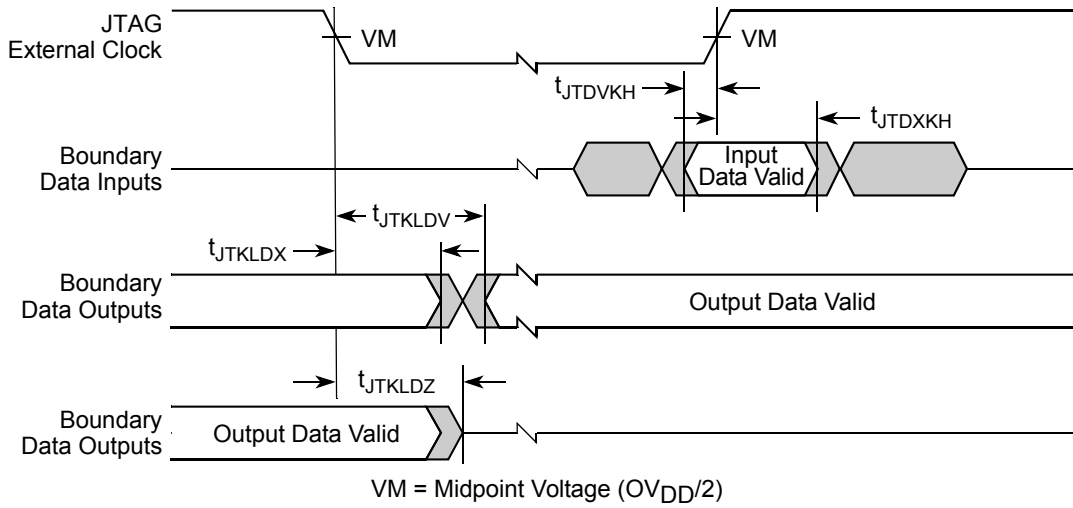 JTAG
External Clock
VM
VM
tJTDVKH
tJTDXKH
Boundary
Data Inputs
Input
Data Valid
tJTKLDV
tJTKLDX
Boundary
Data Outputs
Output Data Valid
tJTKLDZ
Boundary
Data Outputs
Output Data Valid
VM = Midpoint Voltage (OVDD/2)